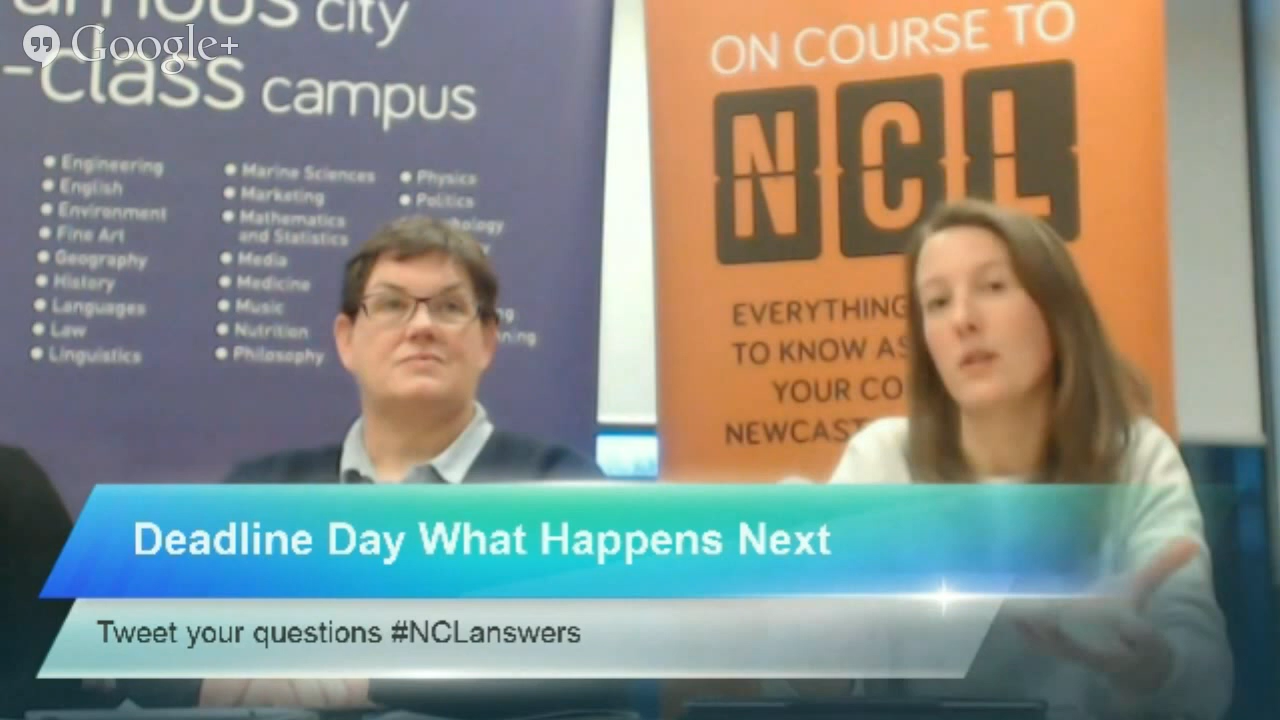 amous city
-class campus
Google+
Engineering
English
Environment
Fine Art
Geography
History
Languages
Law
Linguistics
Marine Sciences
Marketing
Mathematics
and Statistics
Media
Medicine
Music
Nutrition
Philosophy
Physics
Politics
ON COURSE TO
NCL
EVERYTHING
TO KNOW AS
YOUR CO
NEWCAST
Deadline Day What Happens Next
Tweet your questions #NCLanswers